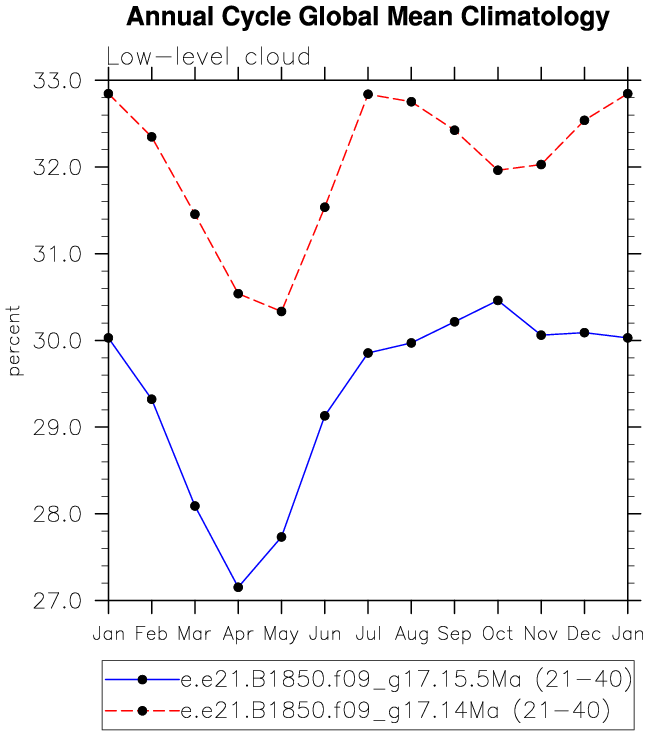 Annual Cycle Global Mean Climatology
Low-level cloud
33.0
32.0
31.0
30.0
29.0
28.0
27.0
percent
Jan Feb Mar Apr May Jun Jul Aug Sep Oct Nov Dec Jan
e.e21.B1850.f09_g17.15.5Ma (21-40)
e.e21.B1850.f09_g17.14Ma (21-40)